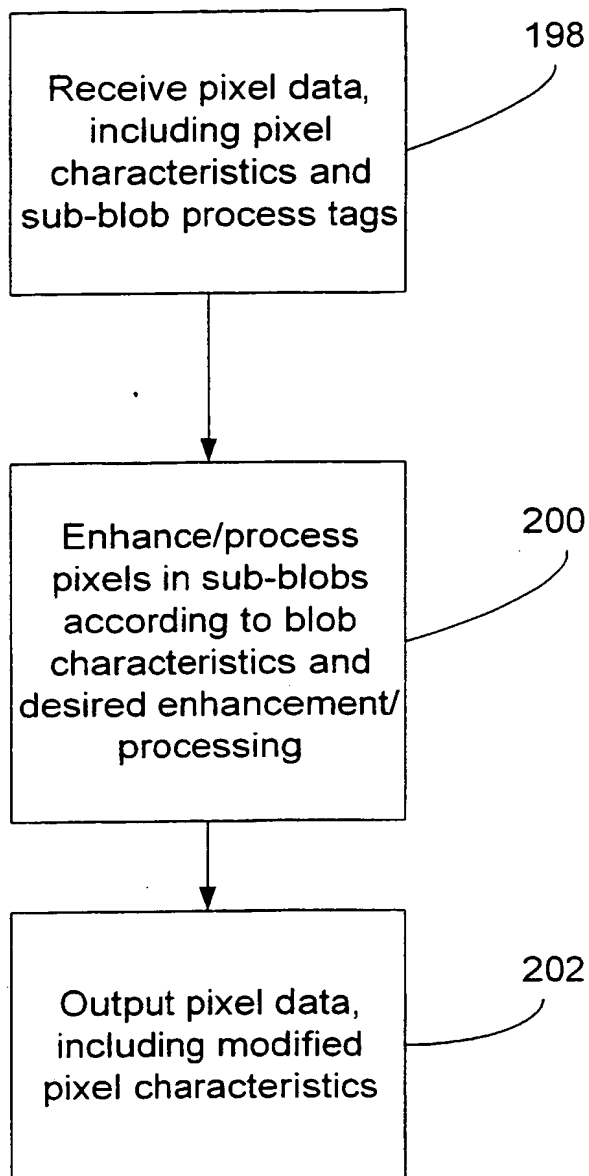 198
Receive pixel data,
including pixel
characteristics and
sub-blob process tags
200
Enhance/process
pixels in sub-blobs
according to blob
characteristics and
desired enhancement/
processing
202
Output pixel data,
including modified
pixel characteristics